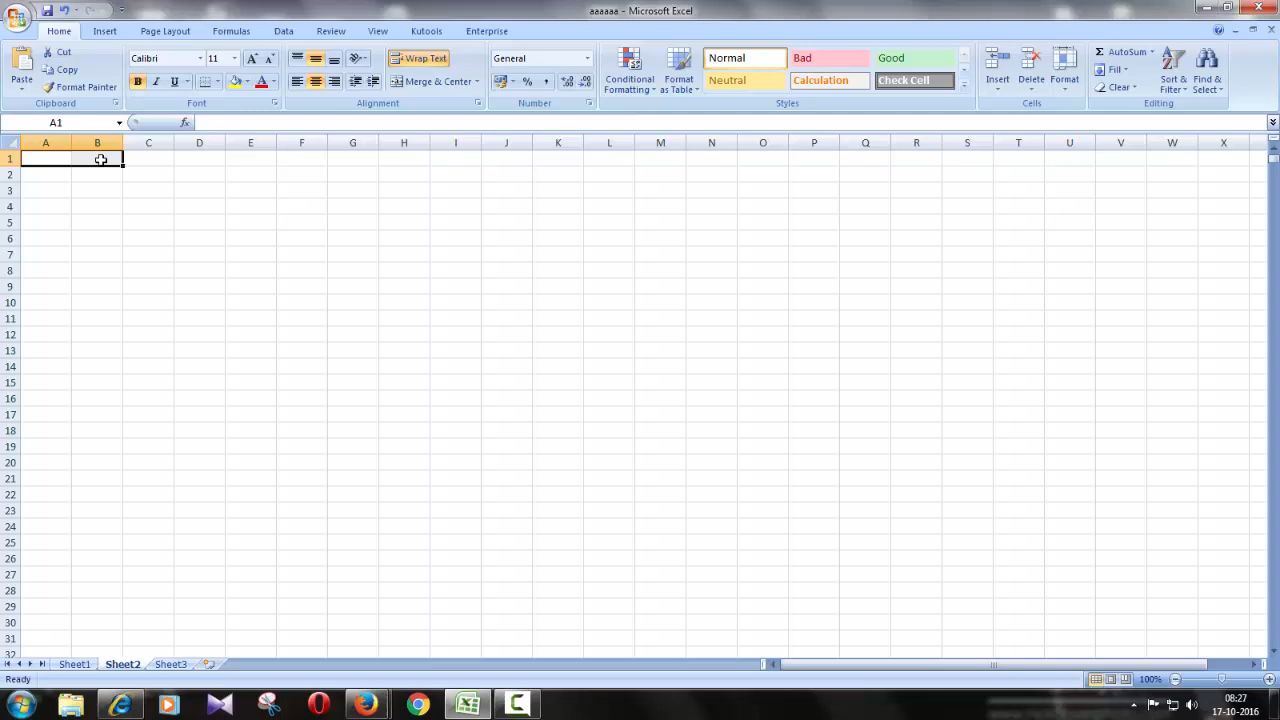 aaaaaa - Microsoft Excel
Home Insert Page Layout Formulas Data Review View Kutools Enterprise
Paste
Cut
Copy
Format Painter
Clipboard
Calibri 11
B I U
Font
Wrap Text
Merge & Center
Alignment
General
% ,
Number
Conditional Formatting
Format as Table
Normal Bad Good
Neutral Calculation Check Cell
Styles
Insert Delete Format
Cells
Σ AutoSum
Fill
Clear
Sort & Filter
Find & Select
Editing
A1 fx
A B C D E F G H I J K L M N O P Q R S T U V W X
1
2
3
4
5
6
7
8
9
10
11
12
13
14
15
16
17
18
19
20
21
22
23
24
25
26
27
28
29
30
31
32
Sheet1 Sheet2 Sheet3
Ready 100%
08:27
17-10-2016